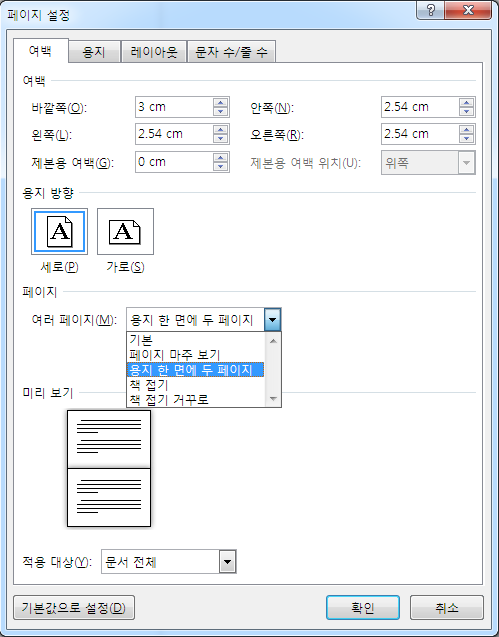 페이지 설정
여백 용지 레이아웃 문자 수/줄 수
여백
바깥쪽(O): 3 cm 안쪽(N): 2.54 cm
왼쪽(L): 2.54 cm 오른쪽(R): 2.54 cm
제본용 여백(G): 0 cm 제본용 여백 위치(U): 위쪽
용지 방향
A A
세로(P) 가로(S)
페이지
여러 페이지(M): 용지 한 면에 두 페이지
기본
페이지 마주 보기
용지 한 면에 두 페이지
책 접기
책 접기 거꾸로
미리 보기
적용 대상(Y): 문서 전체
기본값으로 설정(D) 확인 취소